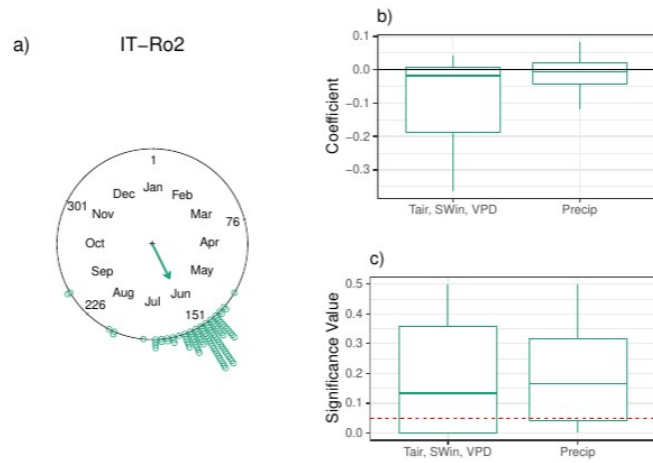 a)
IT−Ro2
1
Jan
Feb
Mar
76
Apr
May
Jun
151
Jul
Aug
226
Sep
Oct
Nov
301
Dec
b)
Coefficient
0.1
0.0
−0.1
−0.2
−0.3
Tair, SWin, VPD
Precip
c)
Significance Value
0.5
0.4
0.3
0.2
0.1
0.0
Tair, SWin, VPD
Precip